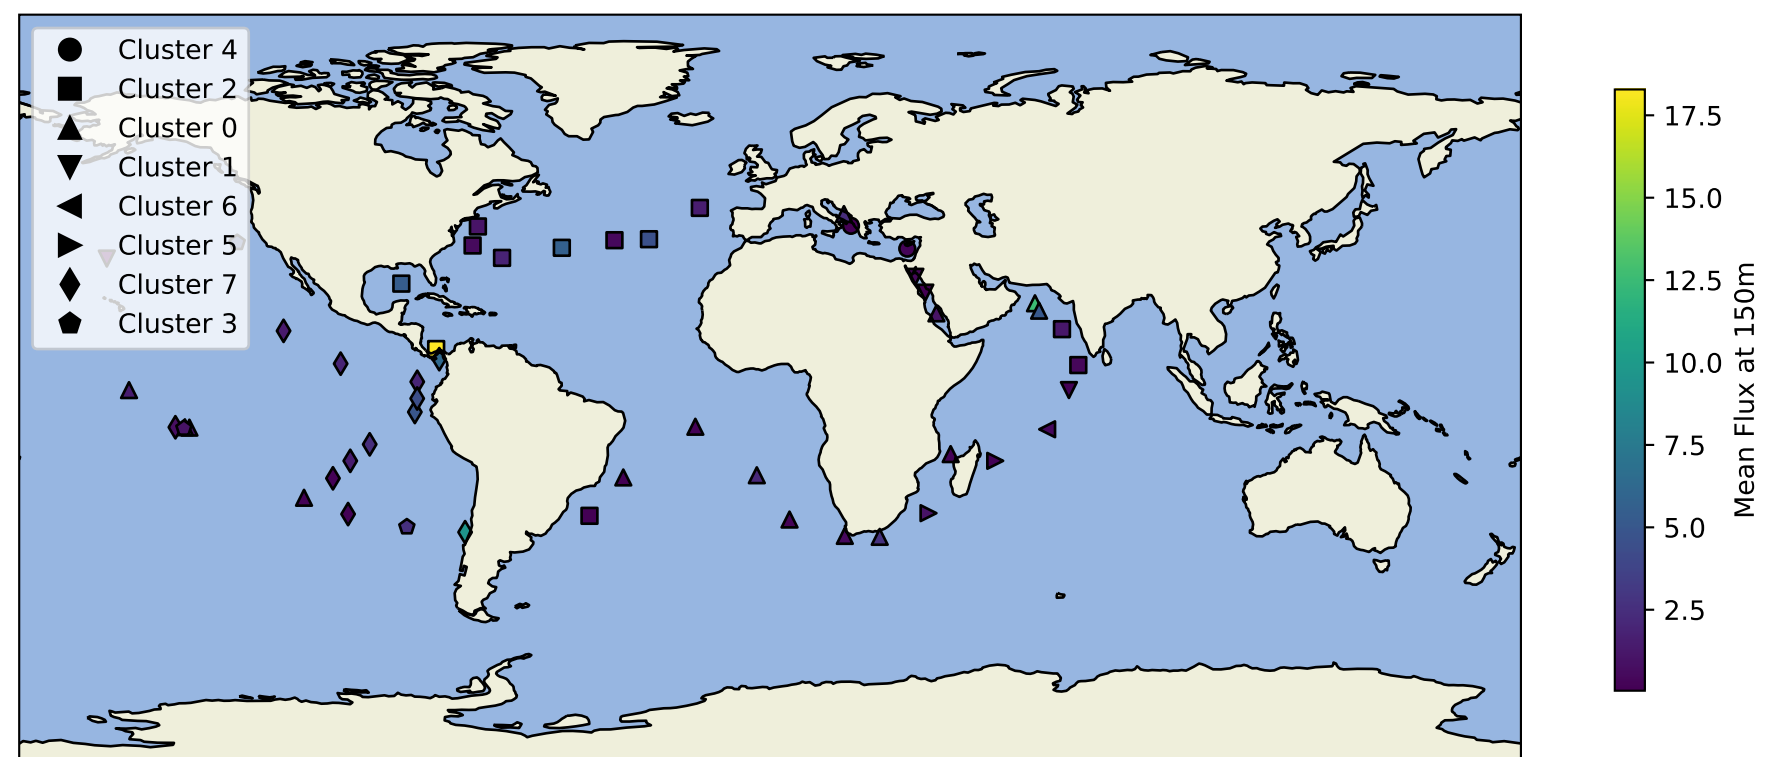 Cluster 4
Cluster 2
Cluster 0
Cluster 1
Cluster 6
Cluster 5
Cluster 7
Cluster 3
17.5
15.0
12.5
10.0
7.5
5.0
2.5
Mean Flux at 150m